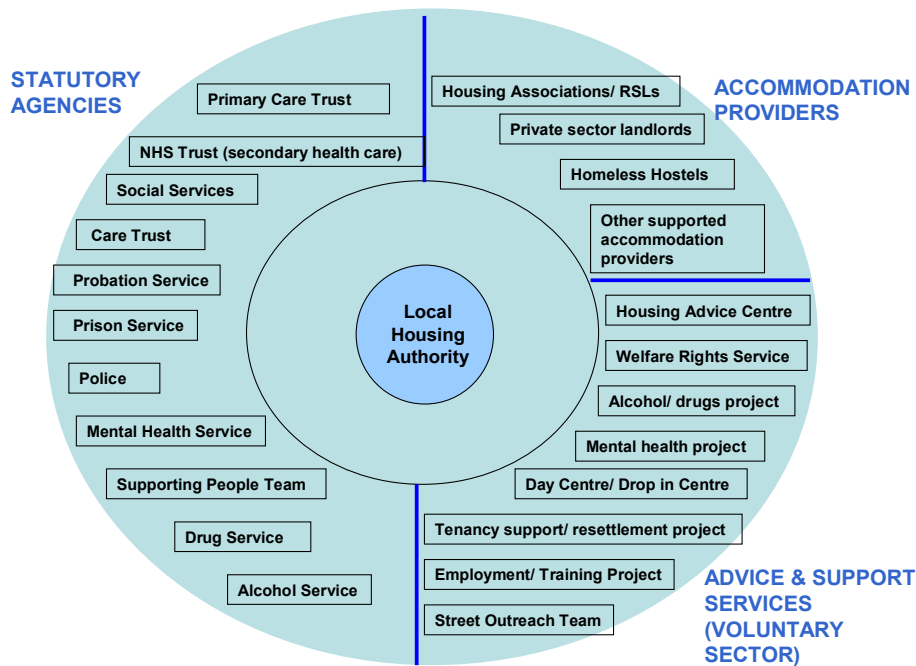 STATUTORY
AGENCIES
Primary Care Trust
NHS Trust (secondary health care)
Social Services
Care Trust
Probation Service
Prison Service
Police
Mental Health Service
Supporting People Team
Drug Service
Alcohol Service
Local
Housing
Authority
ACCOMMODATION
PROVIDERS
Housing Associations/ RSLs
Private sector landlords
Homeless Hostels
Other supported
accommodation
providers
Housing Advice Centre
Welfare Rights Service
Alcohol/ drugs project
Mental health project
Day Centre/ Drop in Centre
Tenancy support/ resettlement project
Employment/ Training Project
Street Outreach Team
ADVICE & SUPPORT
SERVICES
(VOLUNTARY
SECTOR)